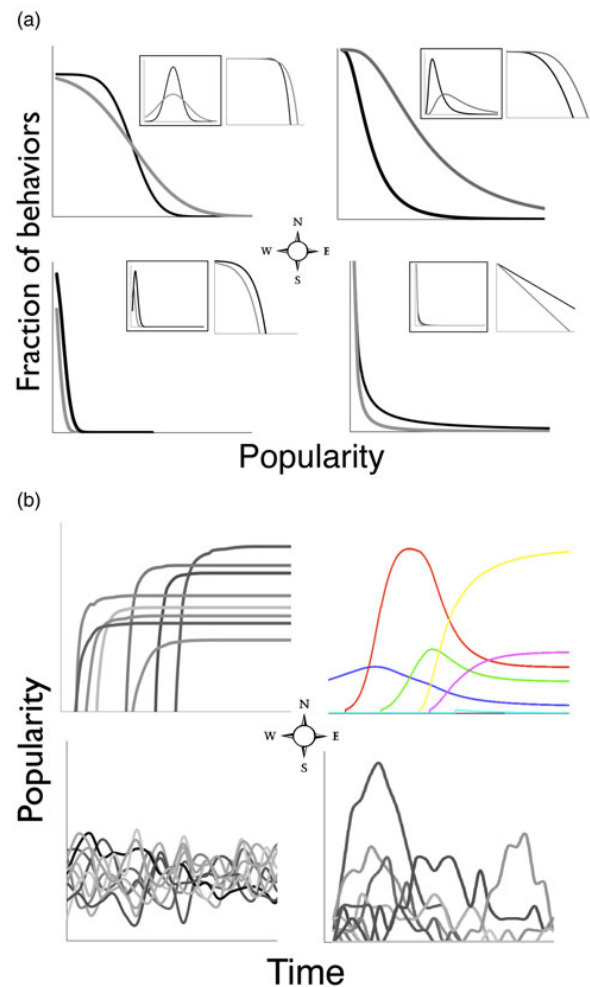 (a)
Fraction of behaviors
N
W E
S
Popularity
(b)
Popularity
N
W E
S
Time